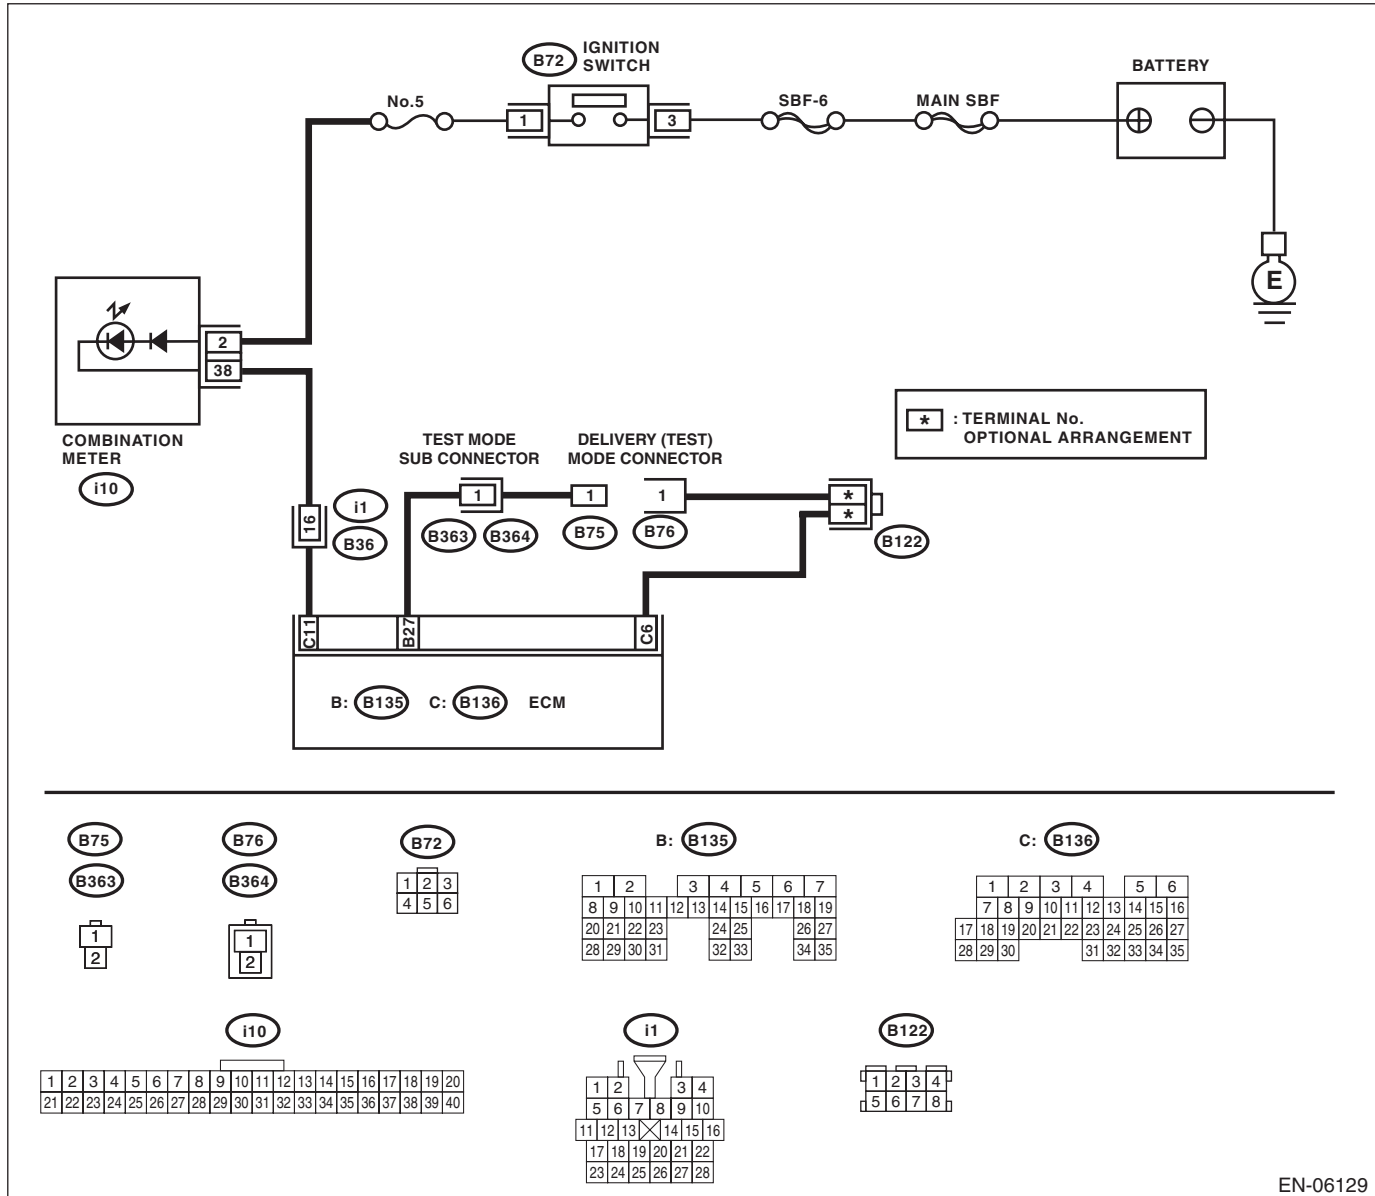 B72 IGNITION
SWITCH
BATTERY
No.5
SBF-6
MAIN SBF
1
3
E
2
38
COMBINATION
METER
i10
* : TERMINAL No.
OPTIONAL ARRANGEMENT
TEST MODE
SUB CONNECTOR
DELIVERY (TEST)
MODE CONNECTOR
1
1
1
*
*
16
i1
B36
B363
B364
B75
B76
B122
C11
B27
C6
B: B135 C: B136 ECM
B75
B76
B72
B: B135
C: B136
B363
B364
1
2
1
2
1 2 3
4 5 6
1 2 3 4 5 6 7
8 9 10 11 12 13 14 15 16 17 18 19
20 21 22 23 24 25 26 27
28 29 30 31 32 33 34 35
1 2 3 4 5 6
7 8 9 10 11 12 13 14 15 16
17 18 19 20 21 22 23 24 25 26 27
28 29 30 31 32 33 34 35
i10
i1
B122
1 2 3 4 5 6 7 8 9 10 11 12 13 14 15 16 17 18 19 20
21 22 23 24 25 26 27 28 29 30 31 32 33 34 35 36 37 38 39 40
1 2 3 4
5 6 7 8 9 10
11 12 13 14 15 16
17 18 19 20 21 22
23 24 25 26 27 28
1 2 3 4
5 6 7 8
EN-06129